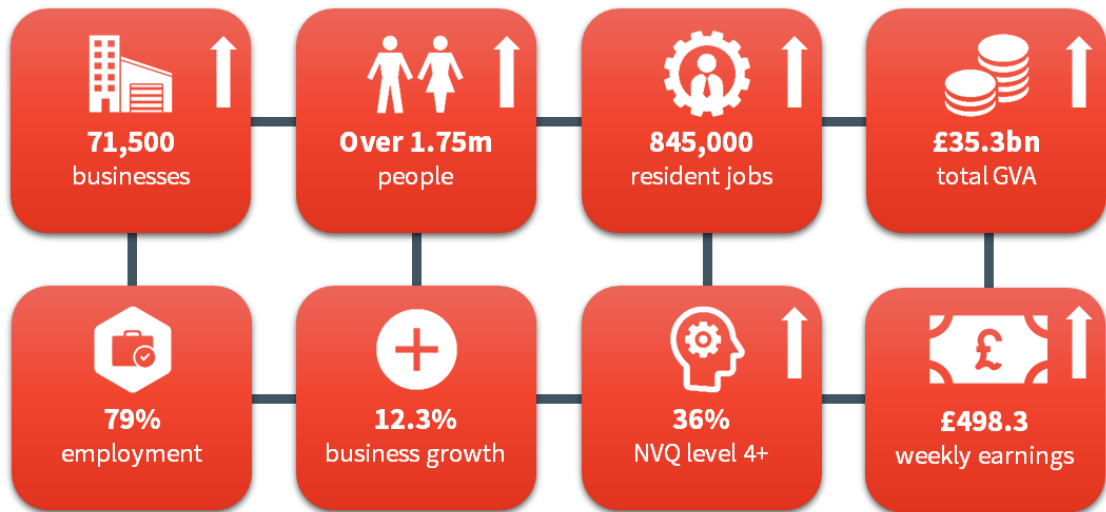 71,500
businesses
Over 1.75m
people
845,000
resident jobs
£35.3bn
total GVA
79%
employment
12.3%
business growth
36%
NVQ level 4+
£
£498.3
weekly earnings